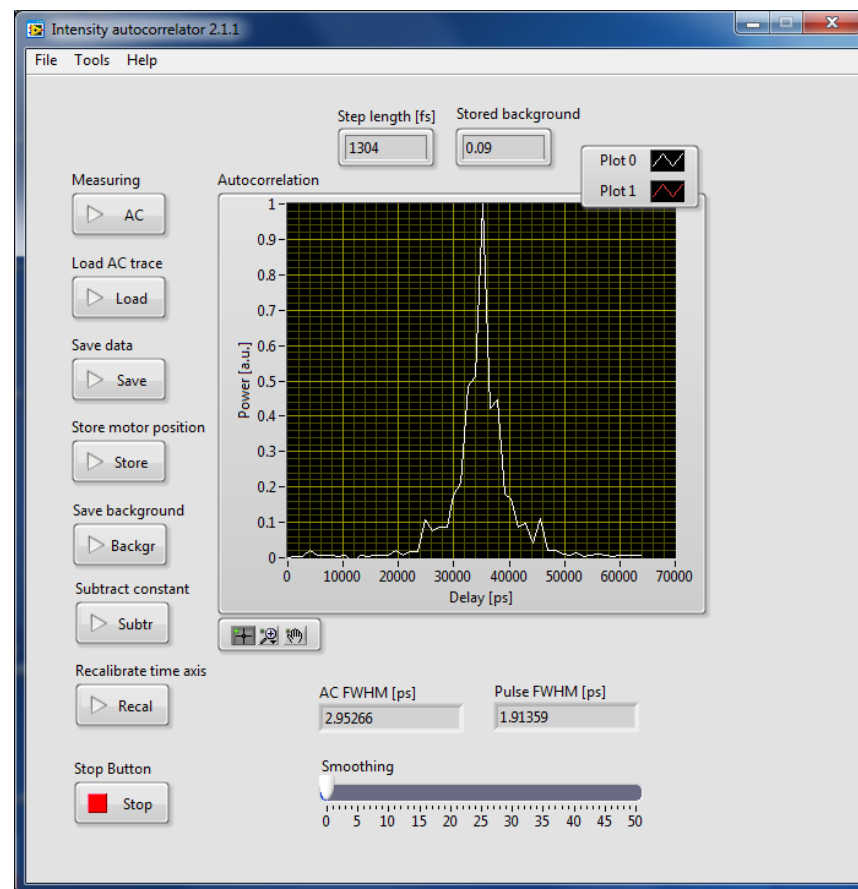 Intensity autocorrelator 2.1.1
File Tools Help
Step length [fs] Stored background
1304 0.09
Plot 0
Plot 1
Measuring
AC
Load AC trace
Load
Save data
Save
Store motor position
Store
Save background
Backgr
Subtract constant
Subtr
Recalibrate time axis
Recal
Stop Button
Stop
Autocorrelation
Power [a.u.]
1
0.9
0.8
0.7
0.6
0.5
0.4
0.3
0.2
0.1
0
0 10000 20000 30000 40000 50000 60000 70000
Delay [ps]
AC FWHM [ps] Pulse FWHM [ps]
2.95266 1.91359
Smoothing
0 5 10 15 20 25 30 35 40 45 50